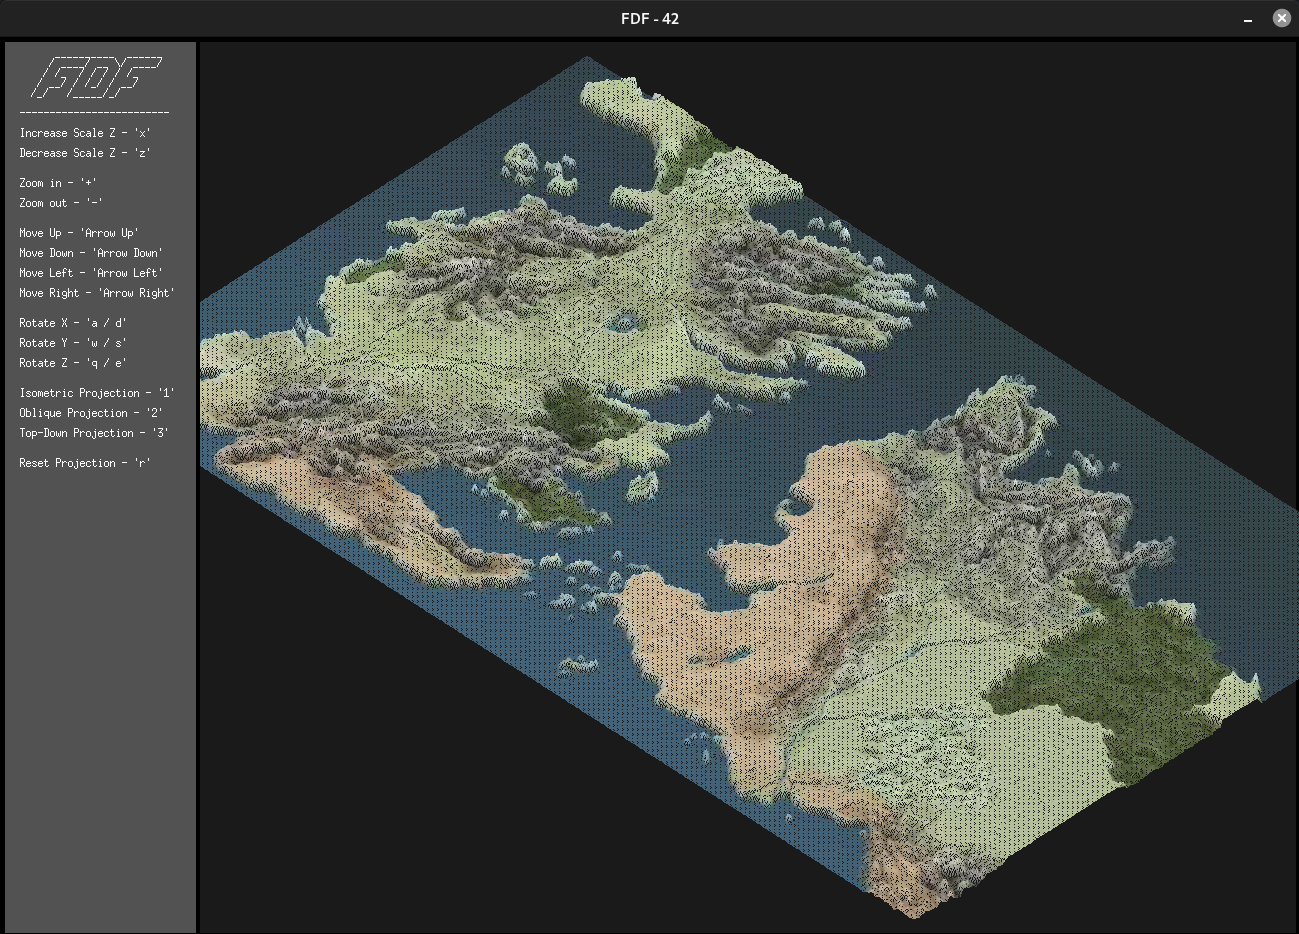 FDF - 42
FDF
Increase Scale Z - 'x'
Decrease Scale Z - 'z'
Zoom in - '+'
Zoom out - '-'
Move Up - 'Arrow Up'
Move Down - 'Arrow Down'
Move Left - 'Arrow Left'
Move Right - 'Arrow Right'
Rotate X - 'a / d'
Rotate Y - 'w / s'
Rotate Z - 'q / e'
Isometric Projection - '1'
Oblique Projection - '2'
Top-Down Projection - '3'
Reset Projection - 'r'